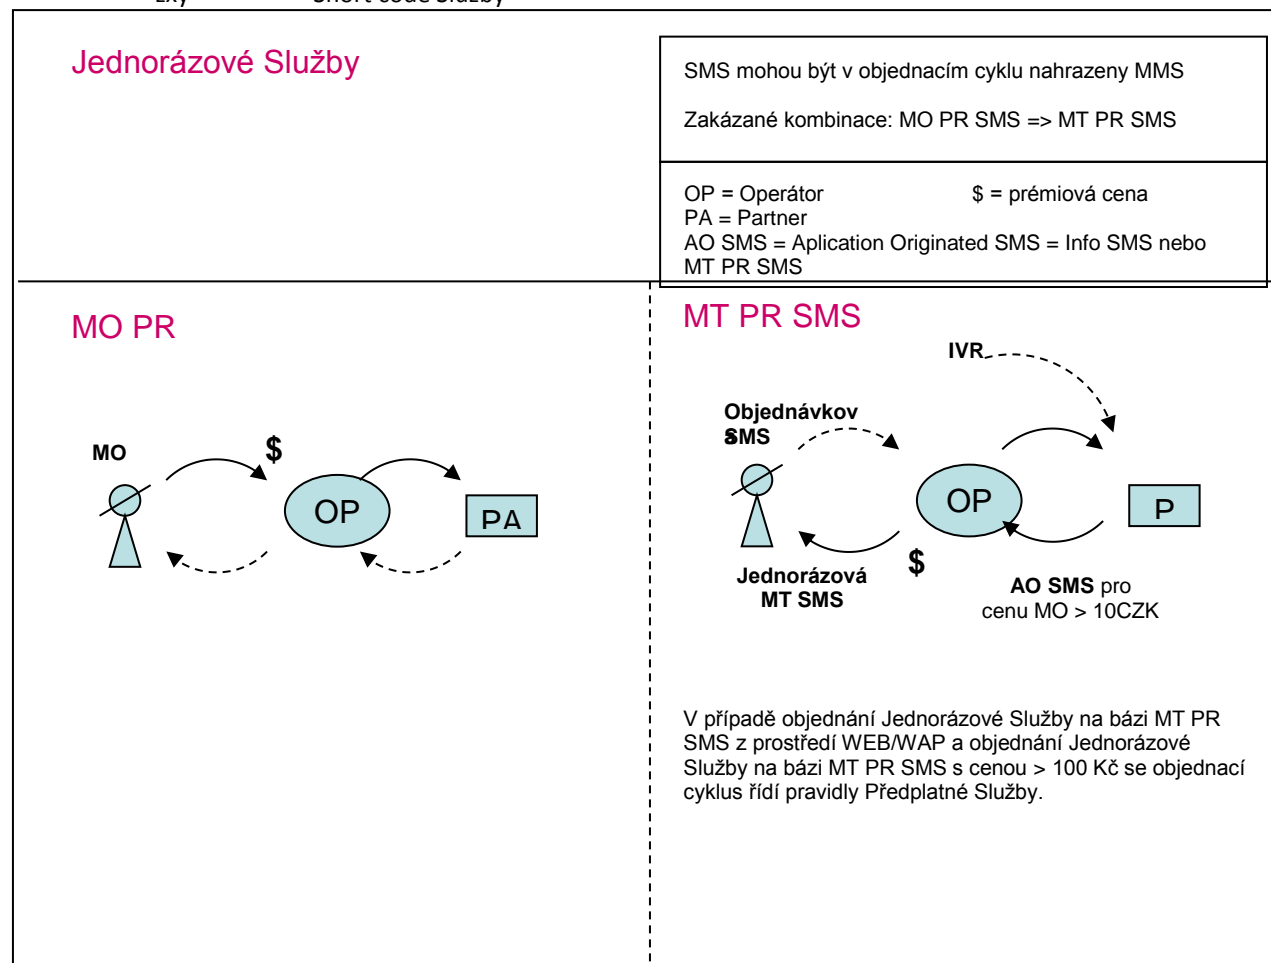 Jednorázové Služby
SMS mohou být v objednacím cyklu nahrazeny MMS
Zakázané kombinace: MO PR SMS => MT PR SMS
OP = Operátor $ = prémiová cena
PA = Partner
AO SMS = Aplication Originated SMS = Info SMS nebo
MT PR SMS
MO PR
MO
$
OP
PA
MT PR SMS
IVR
Objednávkov
SMS
OP
P
$
Jednorázová
MT SMS
AO SMS pro
cenu MO > 10CZK
V případě objednání Jednorázové Služby na bázi MT PR
SMS z prostředí WEB/WAP a objednání Jednorázové
Služby na bázi MT PR SMS s cenou > 100 Kč se objednací
cyklus řídí pravidly Předplatné Služby.